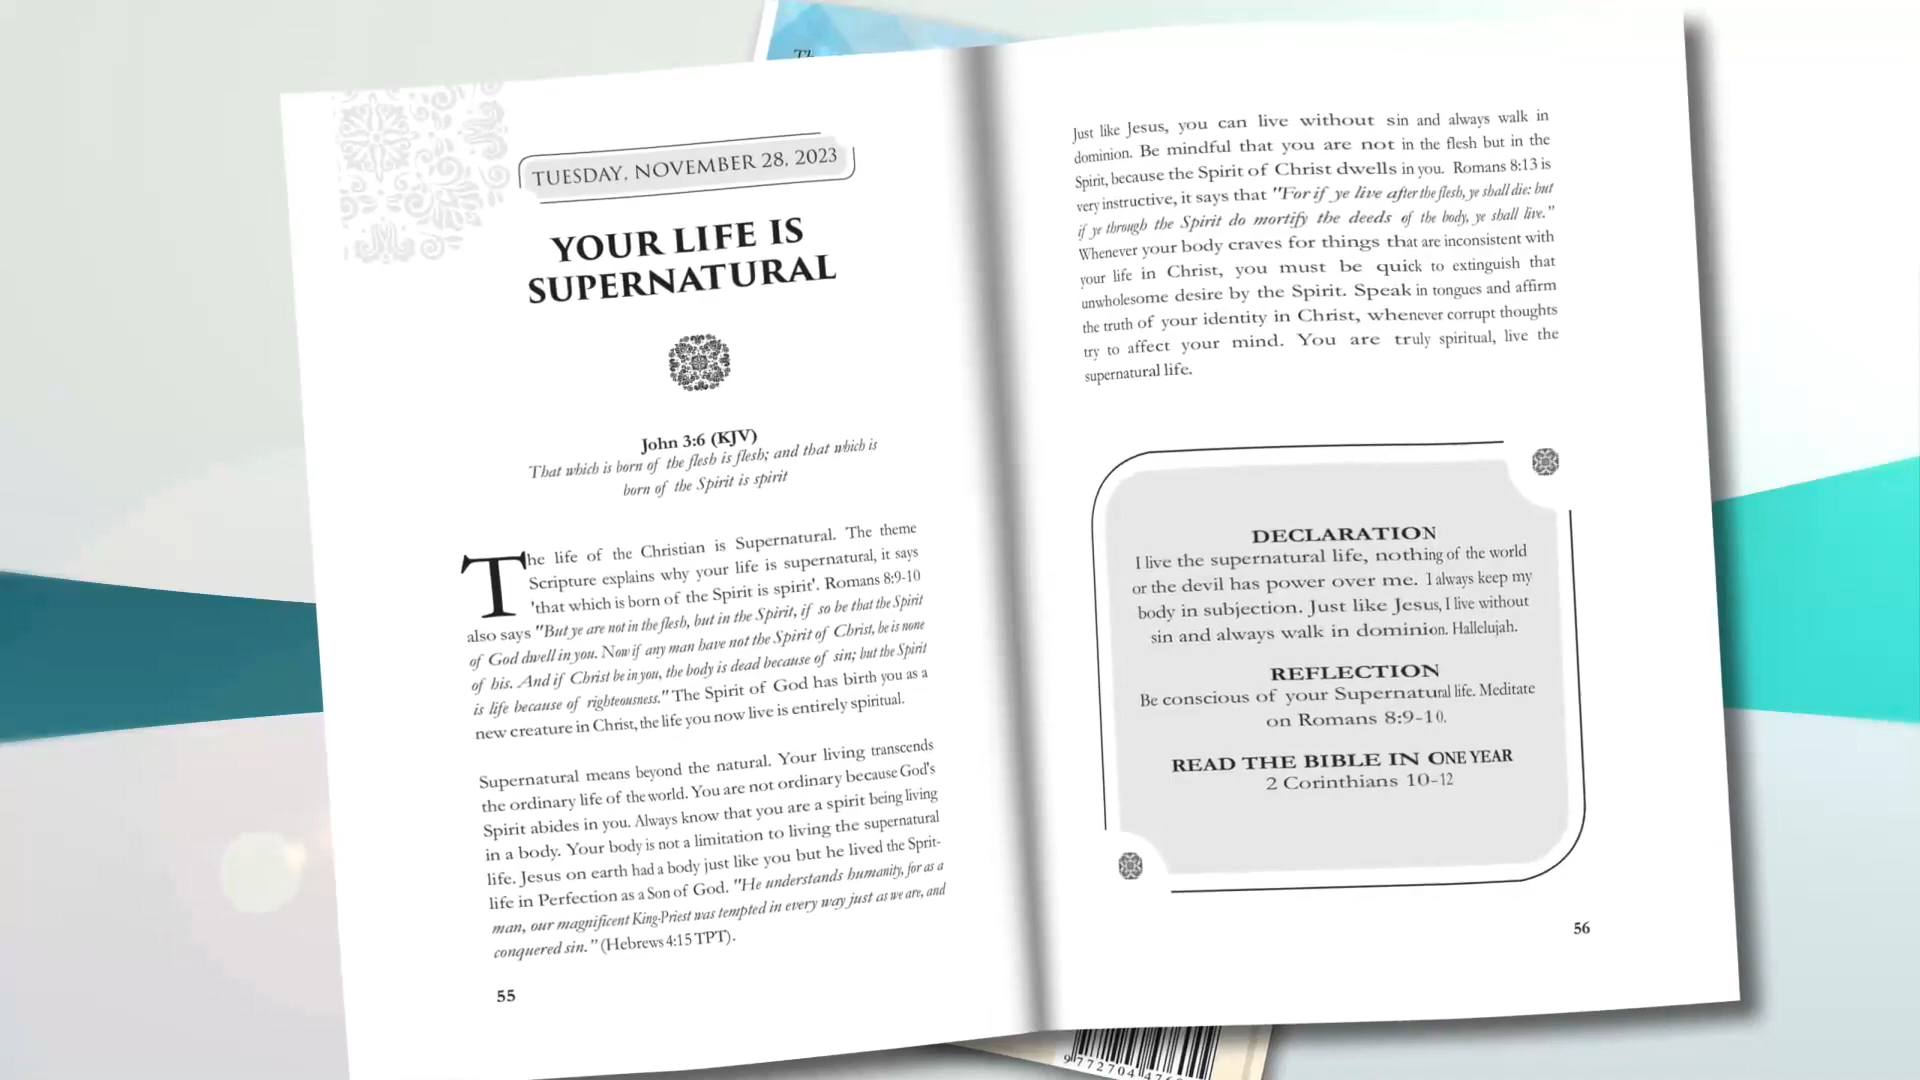 TUESDAY, NOVEMBER 28, 2023
YOUR LIFE IS
SUPERNATURAL
John 3:6 (KJV)
That which is born of the flesh is flesh; and that which is
born of the Spirit is spirit
The life of the Christian is Supernatural. The theme
Scripture explains why your life is supernatural, it says
'that which is born of the Spirit is spirit'. Romans 8:9-10
also says "But ye are not in the flesh, but in the Spirit, if so be that the Spirit
of God dwell in you. Now if any man have not the Spirit of Christ, he is none
of his. And if Christ be in you, the body is dead because of sin; but the Spirit
is life because of righteousness." The Spirit of God has birth you as a
new creature in Christ, the life you now live is entirely spiritual.
Supernatural means beyond the natural. Your living transcends
the ordinary life of the world. You are not ordinary because God's
Spirit abides in you. Always know that you are a spirit being living
in a body. Your body is not a limitation to living the supernatural
life. Jesus on earth had a body just like you but he lived the Sprit-
life in Perfection as a Son of God. "He understands humanity, for as a
man, our magnificent King-Priest was tempted in every way just as we are, and
conquered sin." (Hebrews 4:15 TPT).
55
Just like Jesus, you can live without sin and always walk in
dominion. Be mindful that you are not in the flesh but in the
Spirit, because the Spirit of Christ dwells in you. Romans 8:13 is
very instructive, it says that "For if ye live after the flesh, ye shall die: but
if ye through the Spirit do mortify the deeds of the body, ye shall live."
Whenever your body craves for things that are inconsistent with
your life in Christ, you must be quick to extinguish that
unwholesome desire by the Spirit. Speak in tongues and affirm
the truth of your identity in Christ, whenever corrupt thoughts
try to affect your mind. You are truly spiritual, live the
supernatural life.
DECLARATION
I live the supernatural life, nothing of the world
or the devil has power over me. I always keep my
body in subjection. Just like Jesus, I live without
sin and always walk in dominion. Hallelujah.
REFLECTION
Be conscious of your Supernatural life. Meditate
on Romans 8:9-10.
READ THE BIBLE IN ONE YEAR
2 Corinthians 10-12
56